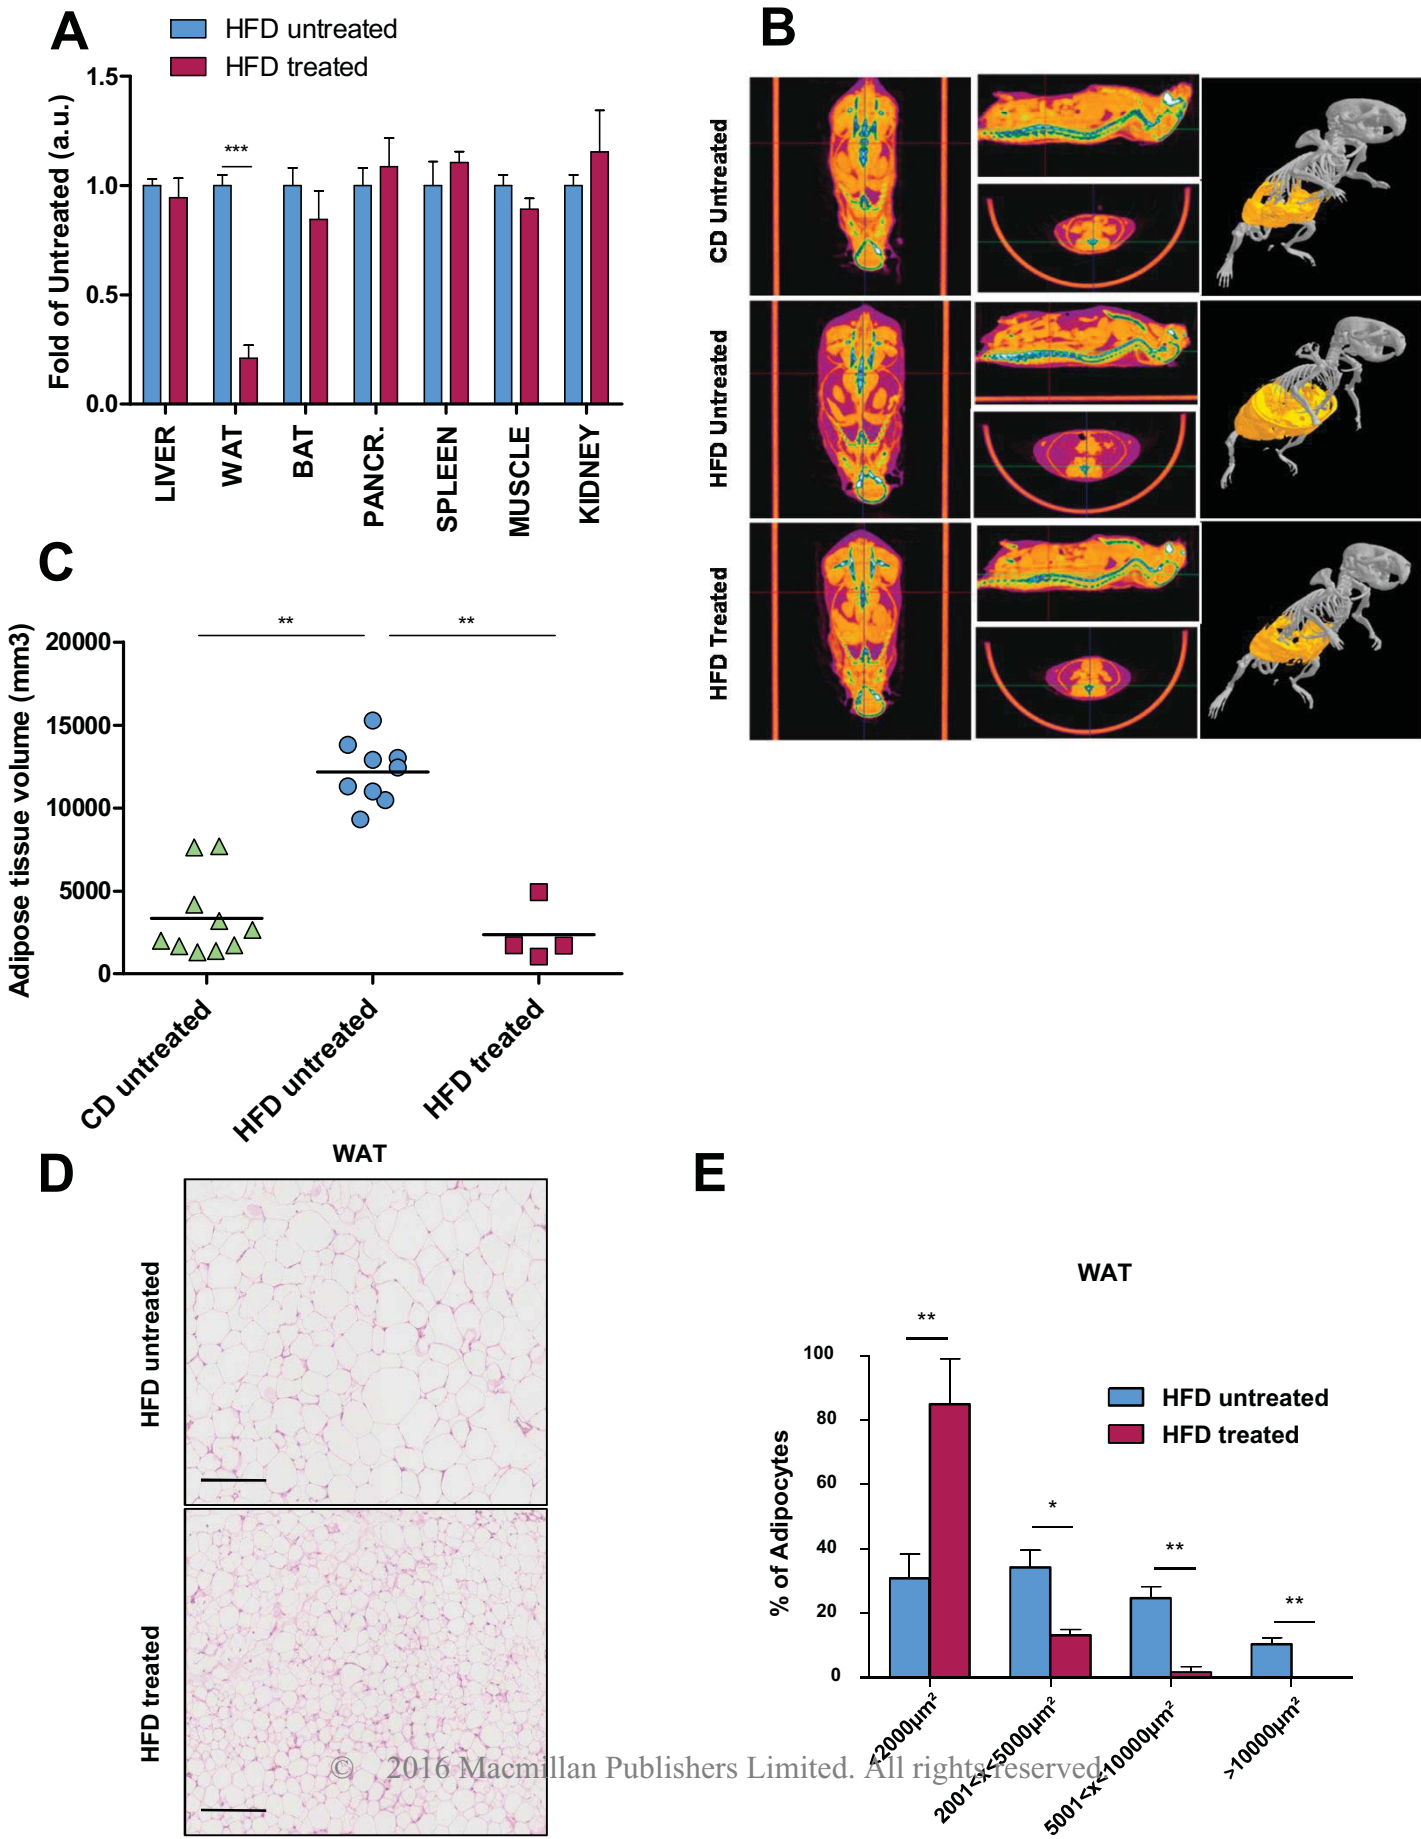 A
HFD untreated
HFD treated
Fold of Untreated (a.u.)
1.5
1.0
0.5
0.0
***
LIVER
WAT
BAT
PANCR.
SPLEEN
MUSCLE
KIDNEY
B
CD Untreated
HFD Untreated
HFD Treated
C
Adipose tissue volume (mm3)
20000
15000
10000
5000
0
**
**
CD untreated
HFD untreated
HFD treated
D
WAT
HFD untreated
HFD treated
E
WAT
% of Adipocytes
100
80
60
40
20
0
**
*
**
**
HFD untreated
HFD treated
<2000µm²
2001<x<5000µm²
5001<x<10000µm²
>10000µm²
© 2016 Macmillan Publishers Limited. All rights reserved.